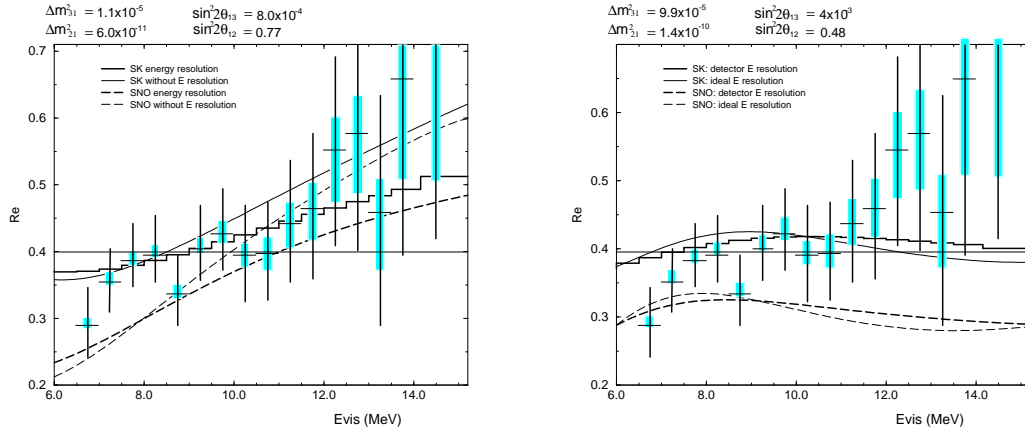 Δm²₃₁ = 1.1x10⁻⁵ sin²2θ₁₃ = 8.0x10⁻⁴
Δm²₂₁ = 6.0x10⁻¹¹ sin²2θ₁₂ = 0.77
0.7
0.6
0.5
0.4
0.3
0.2
Re
SK energy resolution
SK without E resolution
SNO energy resolution
SNO without E resolution
6.0 8.0 10.0 12.0 14.0
Evis (MeV)
Δm²₃₁ = 9.9x10⁻⁵ sin²2θ₁₃ = 4x10³
Δm²₂₁ = 1.4x10⁻¹⁰ sin²2θ₁₂ = 0.48
0.6
0.5
0.4
0.3
0.2
Re
SK: detector E resolution
SK: ideal E resolution
SNO: detector E resolution
SNO: ideal E resolution
6.0 8.0 10.0 12.0 14.0
Evis (MeV)